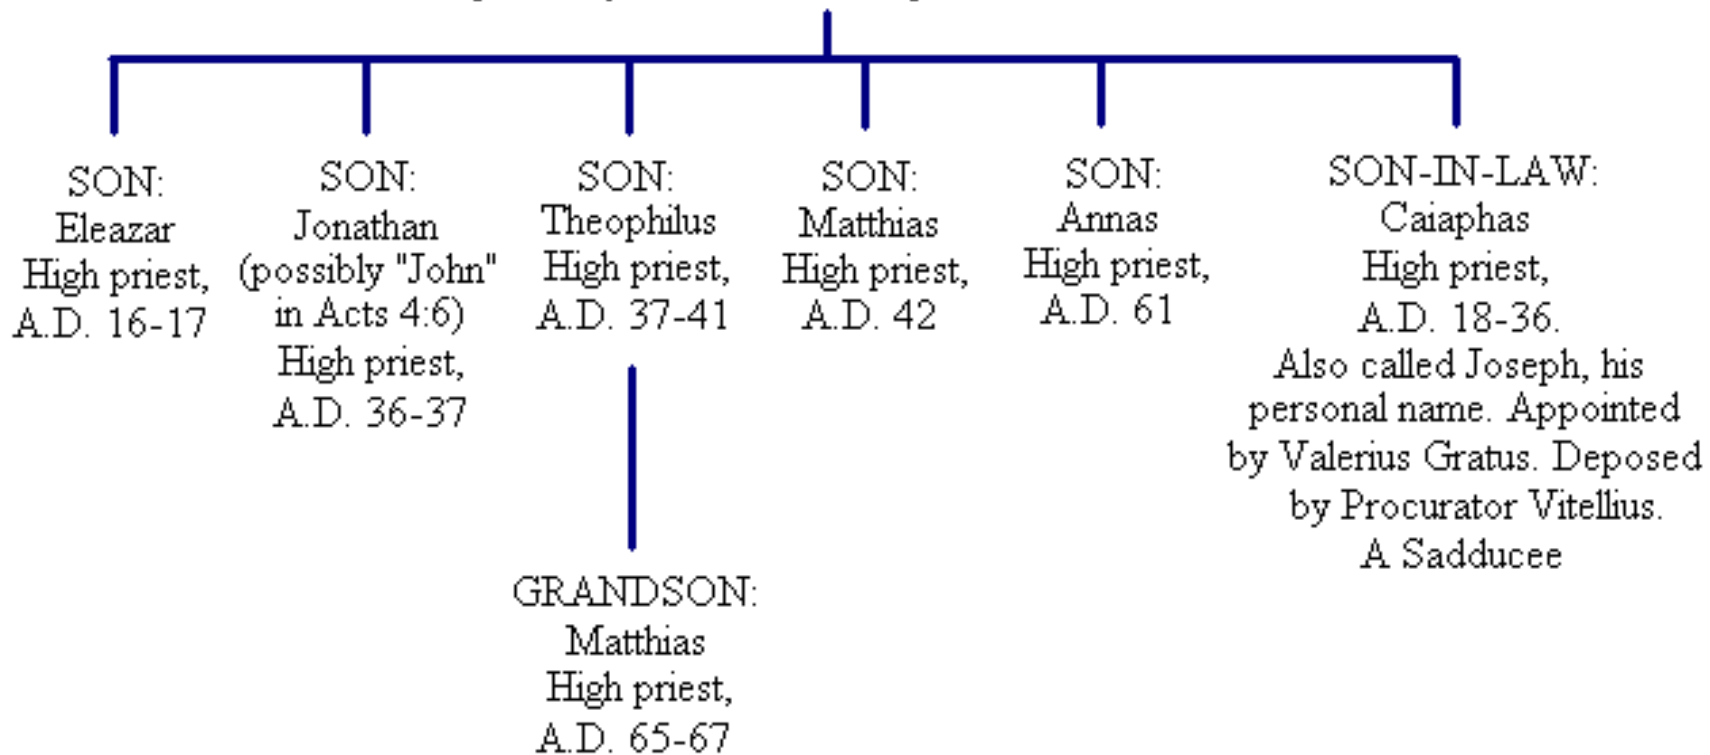 SON:
Eleazar
High priest,
A.D. 16-17
SON:
Jonathan
(possibly "John"
in Acts 4:6)
High priest,
A.D. 36-37
SON:
Theophilus
High priest,
A.D. 37-41
SON:
Matthias
High priest,
A.D. 42
SON:
Annas
High priest,
A.D. 61
SON-IN-LAW:
Caiaphas
High priest,
A.D. 18-36.
Also called Joseph, his
personal name. Appointed
by Valerius Gratus. Deposed
by Procurator Vitellius.
A Sadducee
GRANDSON:
Matthias
High priest,
A.D. 65-67